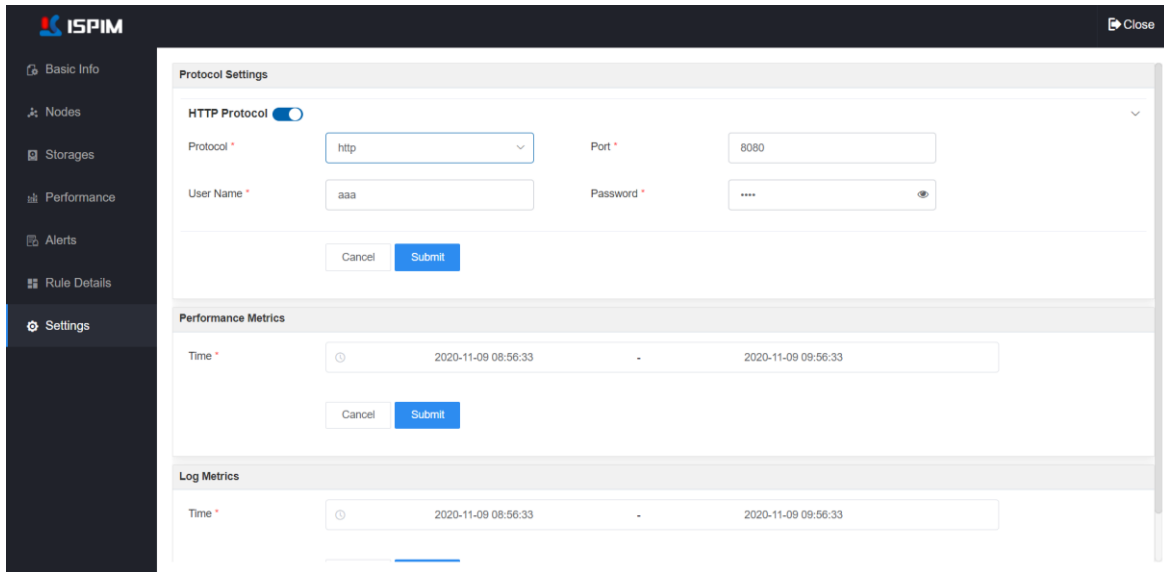 ISPIM
Close
Basic Info
Nodes
Storages
Performance
Alerts
Rule Details
Settings
Protocol Settings
HTTP Protocol
Protocol * http Port * 8080
User Name * aaa Password * ••••
Cancel Submit
Performance Metrics
Time * 2020-11-09 08:56:33 - 2020-11-09 09:56:33
Cancel Submit
Log Metrics
Time * 2020-11-09 08:56:33 - 2020-11-09 09:56:33